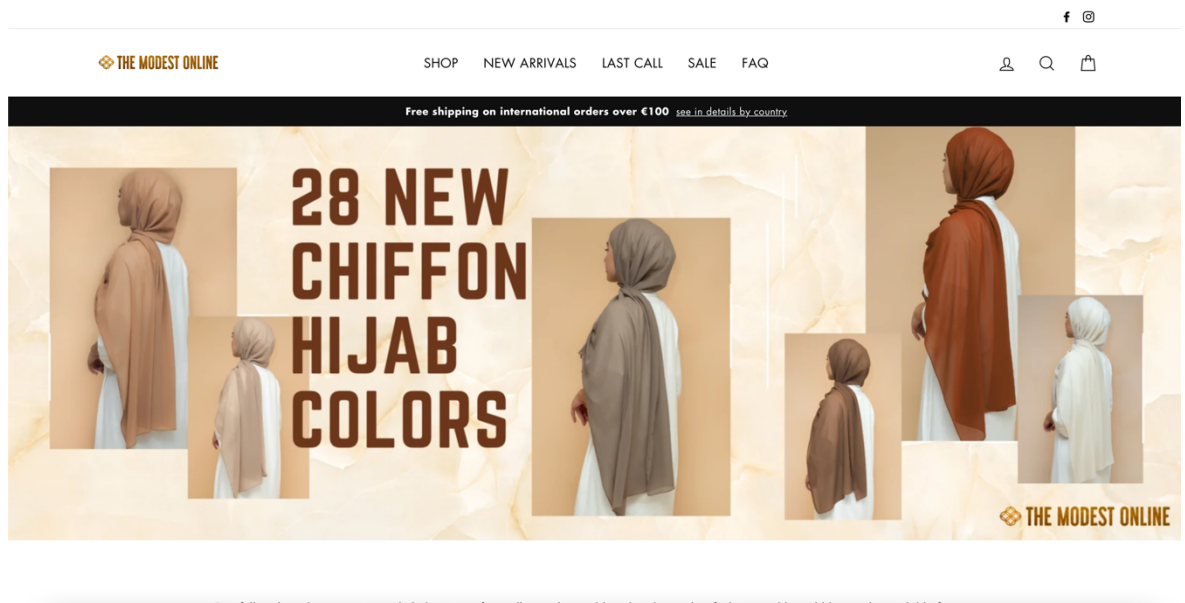 THE MODEST ONLINE
SHOP NEW ARRIVALS LAST CALL SALE FAQ
Free shipping on international orders over €100 see in details by country
28 NEW
CHIFFON
HIJAB
COLORS
THE MODEST ONLINE